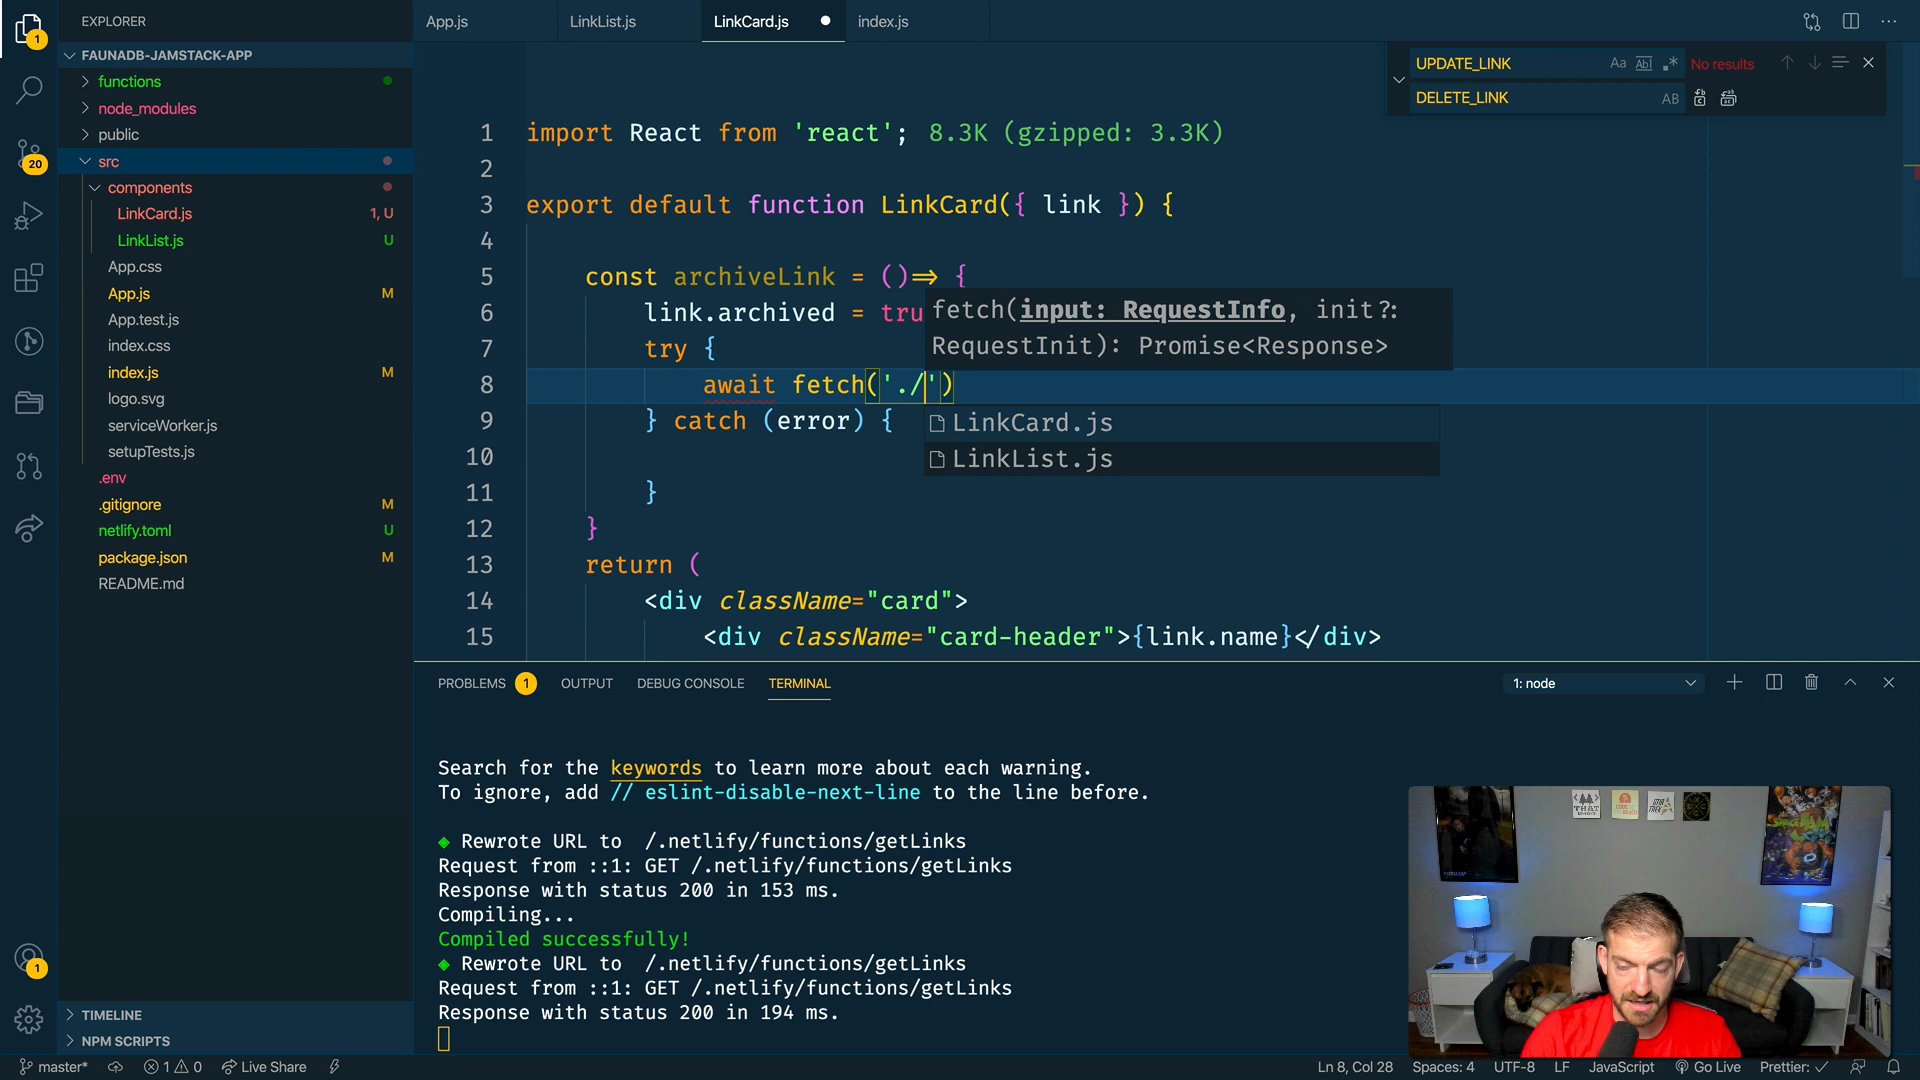 EXPLORER
App.js
LinkList.js
LinkCard.js
index.js
FAUNADB-JAMSTACK-APP
functions
node_modules
public
src
components
LinkCard.js 1, U
LinkList.js U
App.css
App.js M
App.test.js
index.css
index.js M
logo.svg
serviceWorker.js
setupTests.js
.env
.gitignore M
netlify.toml U
package.json M
README.md
TIMELINE
NPM SCRIPTS
1
20
1
UPDATE_LINK Aa Abl .* No results
DELETE_LINK AB
1 import React from 'react'; 8.3K (gzipped: 3.3K)
2
3 export default function LinkCard({ link }) {
4
5 const archiveLink = ()=> {
6 link.archived = tru
7 try {
8 await fetch('./')
9 } catch (error) {
10
11 }
12 }
13 return (
14 <div className="card">
15 <div className="card-header">{link.name}</div>
fetch(input: RequestInfo, init?:
RequestInit): Promise<Response>
LinkCard.js
LinkList.js
PROBLEMS 1 OUTPUT DEBUG CONSOLE TERMINAL 1: node
Search for the keywords to learn more about each warning.
To ignore, add // eslint-disable-next-line to the line before.
◆ Rewrote URL to /.netlify/functions/getLinks
Request from ::1: GET /.netlify/functions/getLinks
Response with status 200 in 153 ms.
Compiling...
Compiled successfully!
◆ Rewrote URL to /.netlify/functions/getLinks
Request from ::1: GET /.netlify/functions/getLinks
Response with status 200 in 194 ms.
THAT
STAR TREK
master* 1 0 Live Share Ln 8, Col 28 Spaces: 4 UTF-8 LF JavaScript Go Live Prettier: ✓